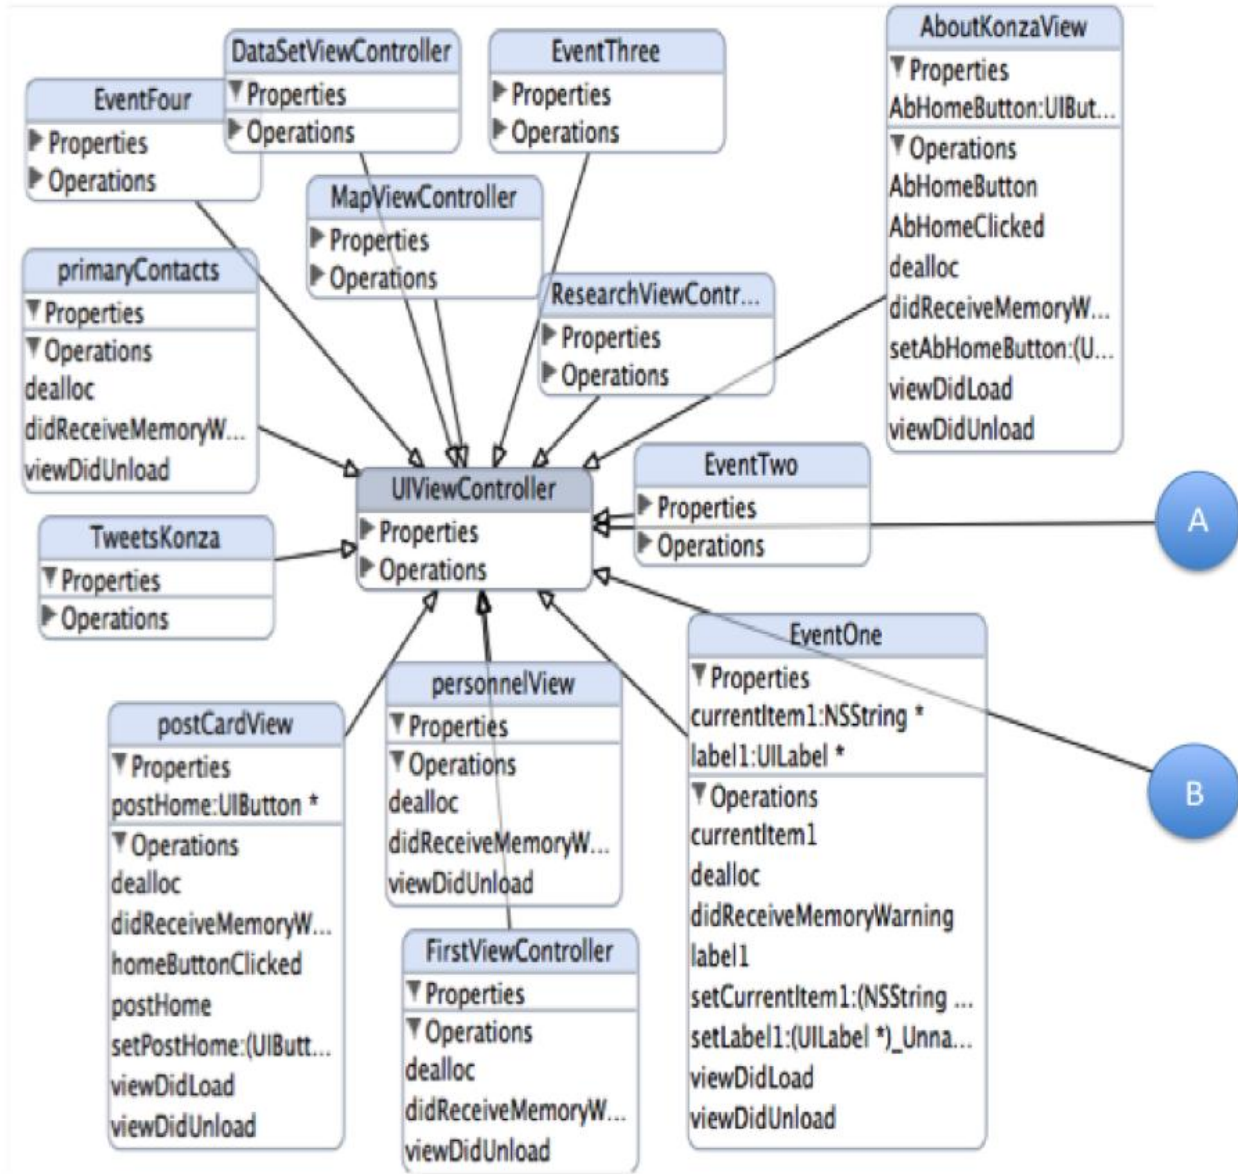 DataSetViewController
Properties
Operations
EventThree
Properties
Operations
AboutKonzaView
Properties
AbHomeButton:UIBut...
Operations
AbHomeButton
AbHomeClicked
dealloc
didReceiveMemoryW...
setAbHomeButton:(U...
viewDidLoad
viewDidUnload
EventFour
Properties
Operations
MapViewController
Properties
Operations
primaryContacts
Properties
Operations
dealloc
didReceiveMemoryW...
viewDidUnload
ResearchViewContr...
Properties
Operations
UIViewController
Properties
Operations
EventTwo
Properties
Operations
A
TweetsKonza
Properties
Operations
postCardView
Properties
postHome:UIButton *
Operations
dealloc
didReceiveMemoryW...
homeButtonClicked
postHome
setPostHome:(UIButt...
viewDidLoad
viewDidUnload
personnelView
Properties
Operations
dealloc
didReceiveMemoryW...
viewDidUnload
FirstViewController
Properties
Operations
dealloc
didReceiveMemoryW...
viewDidUnload
EventOne
Properties
currentItem1:NSString *
label1:UILabel *
Operations
currentItem1
dealloc
didReceiveMemoryWarning
label1
setCurrentItem1:(NSString ...
setLabel1:(UILabel *)_Unna...
viewDidLoad
viewDidUnload
B